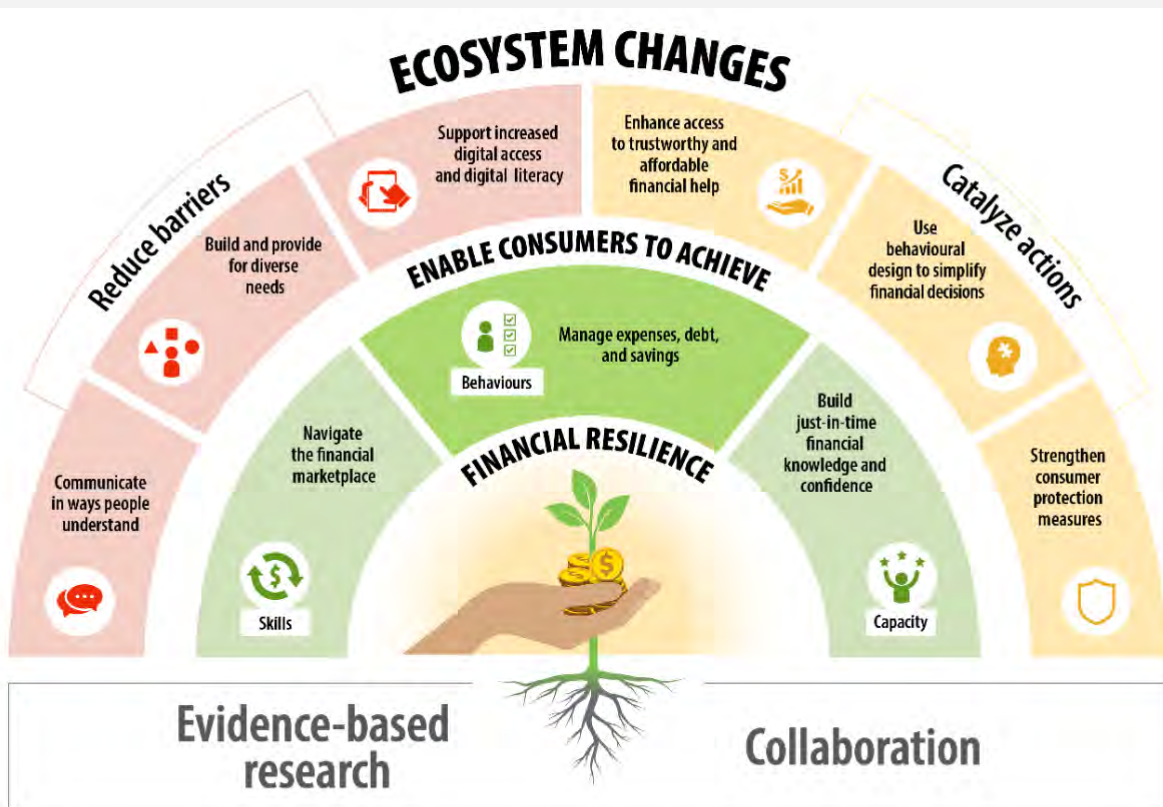 ECOSYSTEM CHANGES
Reduce barriers
Catalyze actions
Communicate
in ways people
understand
Build and provide
for diverse
needs
Support increased
digital access
and digital literacy
Enhance access
to trustworthy and
affordable
financial help
Use
behavioural
design to simplify
financial decisions
Strengthen
consumer
protection
measures
ENABLE CONSUMERS TO ACHIEVE
Navigate
the financial
marketplace
$
Skills
Manage expenses, debt,
and savings
Behaviours
Build
just-in-time
financial
knowledge and
confidence
Capacity
FINANCIAL RESILIENCE
$
Evidence-based
research
Collaboration